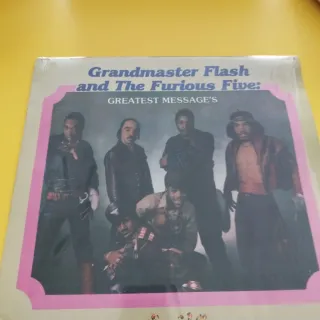 Grandmaster Flash
and The Furious Five:
GREATEST MESSAGE'S